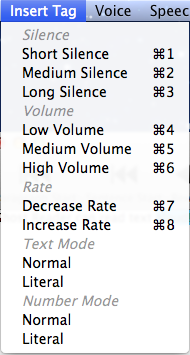 Insert Tag Voice Speec
Silence
Short Silence ⌘1
Medium Silence ⌘2
Long Silence ⌘3
Volume
Low Volume ⌘4
Medium Volume ⌘5
High Volume ⌘6
Rate
Decrease Rate ⌘7
Increase Rate ⌘8
Text Mode
Normal
Literal
Number Mode
Normal
Literal